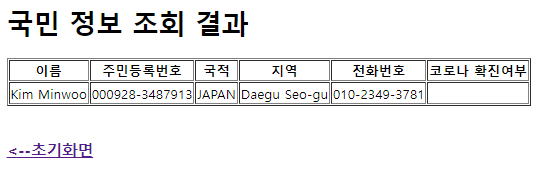 국민 정보 조회 결과
이름 주민등록번호 국적 지역 전화번호 코로나 확진여부
Kim Minwoo 000928-3487913 JAPAN Daegu Seo-gu 010-2349-3781
<--초기화면